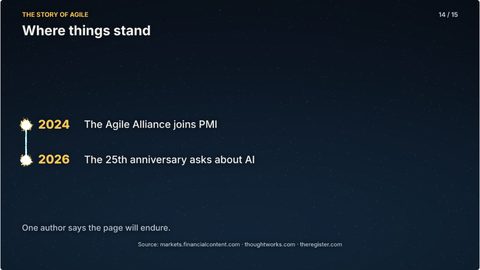 THE STORY OF AGILE
14 / 15
Where things stand
2024 The Agile Alliance joins PMI
2026 The 25th anniversary asks about AI
One author says the page will endure.
Source: markets.financialcontent.com · thoughtworks.com · theregister.com